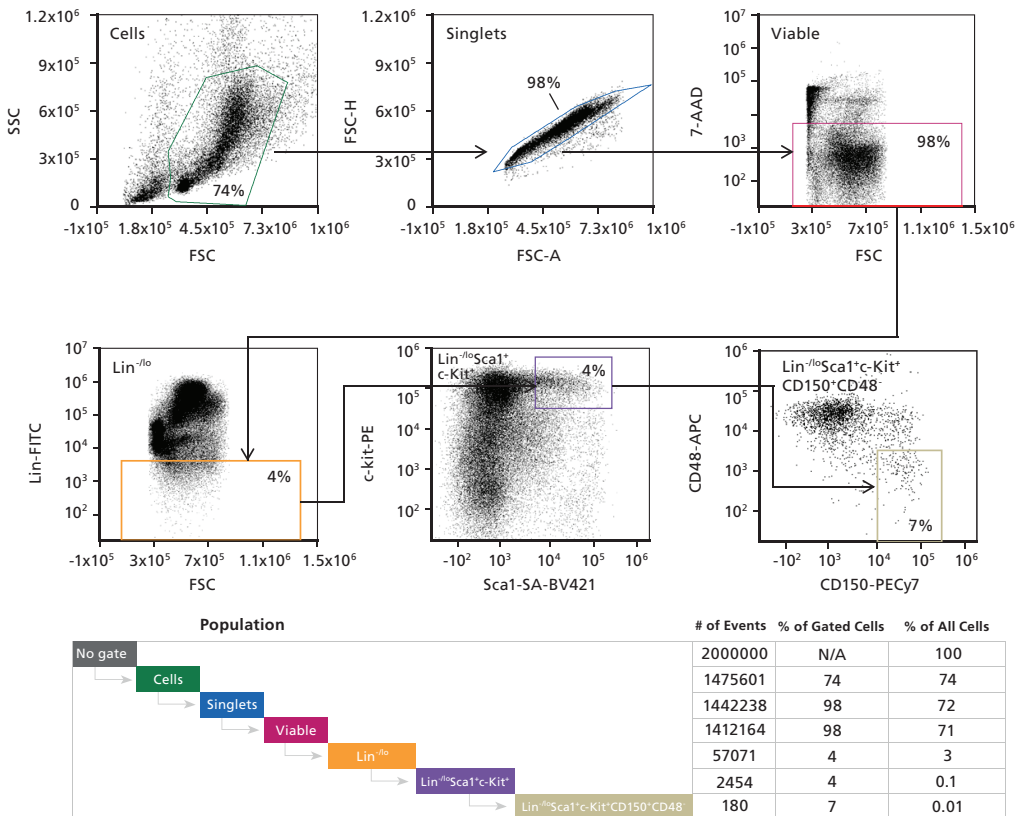 Cells
1.2x10⁶
9x10⁵
6x10⁵
3x10⁵
0
SSC
74%
-1x10⁵ 1.8x10⁵ 4.5x10⁵ 7.3x10⁵ 1x10⁶
FSC
Singlets
1.2x10⁶
9x10⁵
6x10⁵
3x10⁵
0
FSC-H
98%
-1x10⁵ 1.8x10⁵ 4.5x10⁵ 7.3x10⁶ 1x10⁶
FSC-A
Viable
10⁷
10⁶
10⁵
10³
10²
7-AAD
98%
-1x10⁵ 3x10⁵ 7x10⁵ 1.1x10⁶ 1.5x10⁶
FSC
Lin⁻/ˡᵒ
10⁷
10⁶
10⁵
10⁴
10³
10²
Lin-FITC
4%
-1x10⁵ 3x10⁵ 7x10⁵ 1.1x10⁶ 1.5x10⁶
FSC
Lin⁻/ˡᵒSca1⁺
c-Kit⁺
10⁶
10⁵
10⁴
10³
10²
c-kit-PE
4%
-10² 10³ 10⁴ 10⁵ 10⁶
Sca1-SA-BV421
Lin⁻/ˡᵒSca1⁺c-Kit⁺
CD150⁺CD48⁻
10⁶
10⁵
10⁴
10³
10²
CD48-APC
7%
-10² 10³ 10⁴ 10⁵ 10⁶
CD150-PECy7
Population # of Events % of Gated Cells % of All Cells
No gate 2000000 N/A 100
Cells 1475601 74 74
Singlets 1442238 98 72
Viable 1412164 98 71
Lin⁻/ˡᵒ 57071 4 3
Lin⁻/ˡᵒSca1⁺c-Kit⁺ 2454 4 0.1
Lin⁻/ˡᵒSca1⁺c-Kit⁺CD150⁺CD48⁻ 180 7 0.01